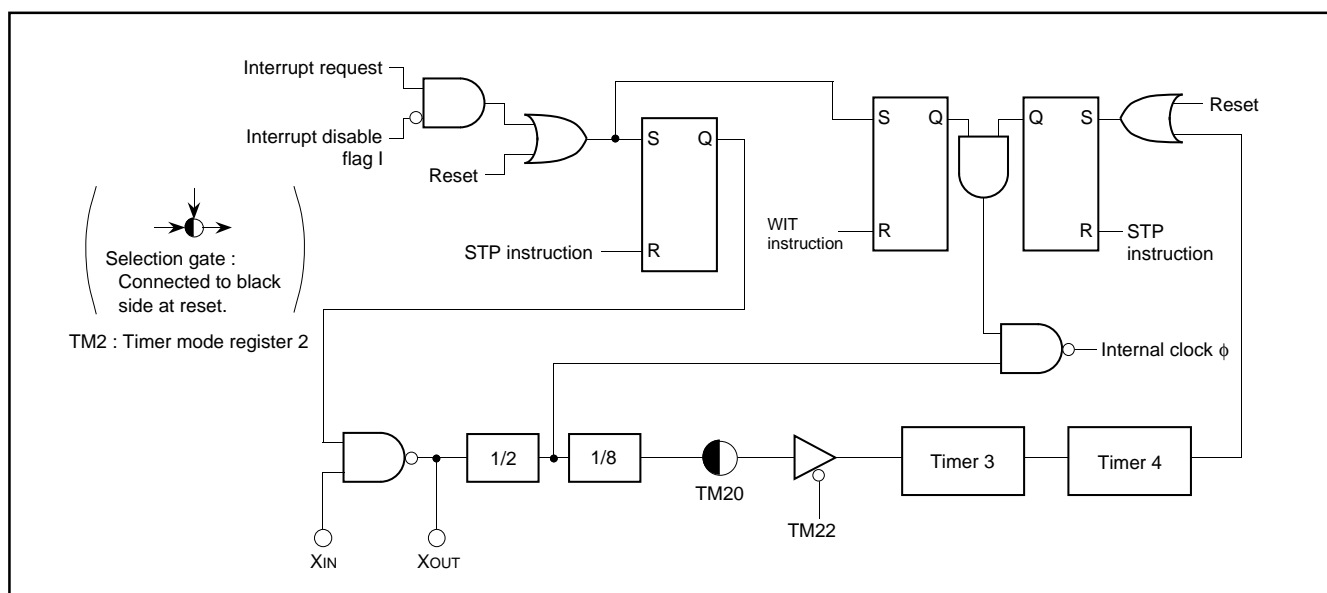 Interrupt request
Interrupt disable
flag I
Reset
S
Q
R
STP instruction
S
Q
R
WIT
instruction
Q
S
R
Reset
STP
instruction
Selection gate :
Connected to black
side at reset.
TM2 : Timer mode register 2
Internal clock ϕ
1/2
1/8
TM20
TM22
Timer 3
Timer 4
XIN
XOUT